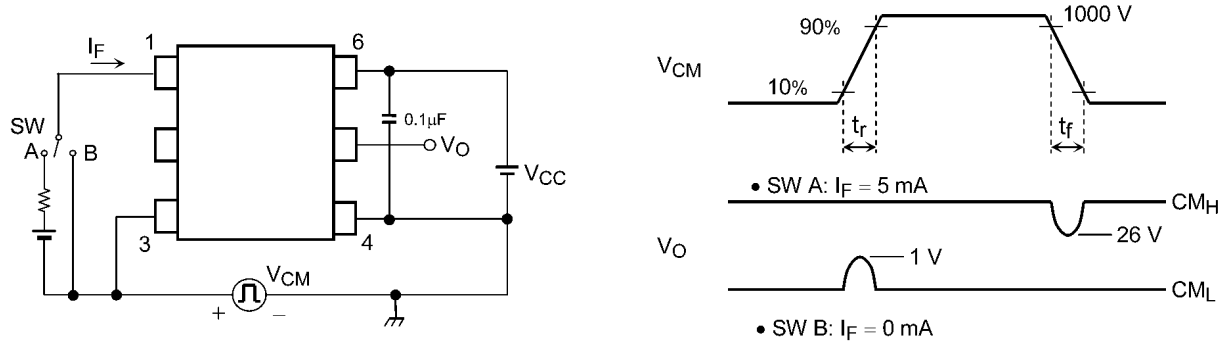 I_F
1
6
SW
A
B
0.1μF
V_O
V_CC
3
4
V_CM
+
−
V_CM
90%
10%
1000 V
t_r
t_f
• SW A: I_F = 5 mA
CM_H
26 V
V_O
1 V
CM_L
• SW B: I_F = 0 mA